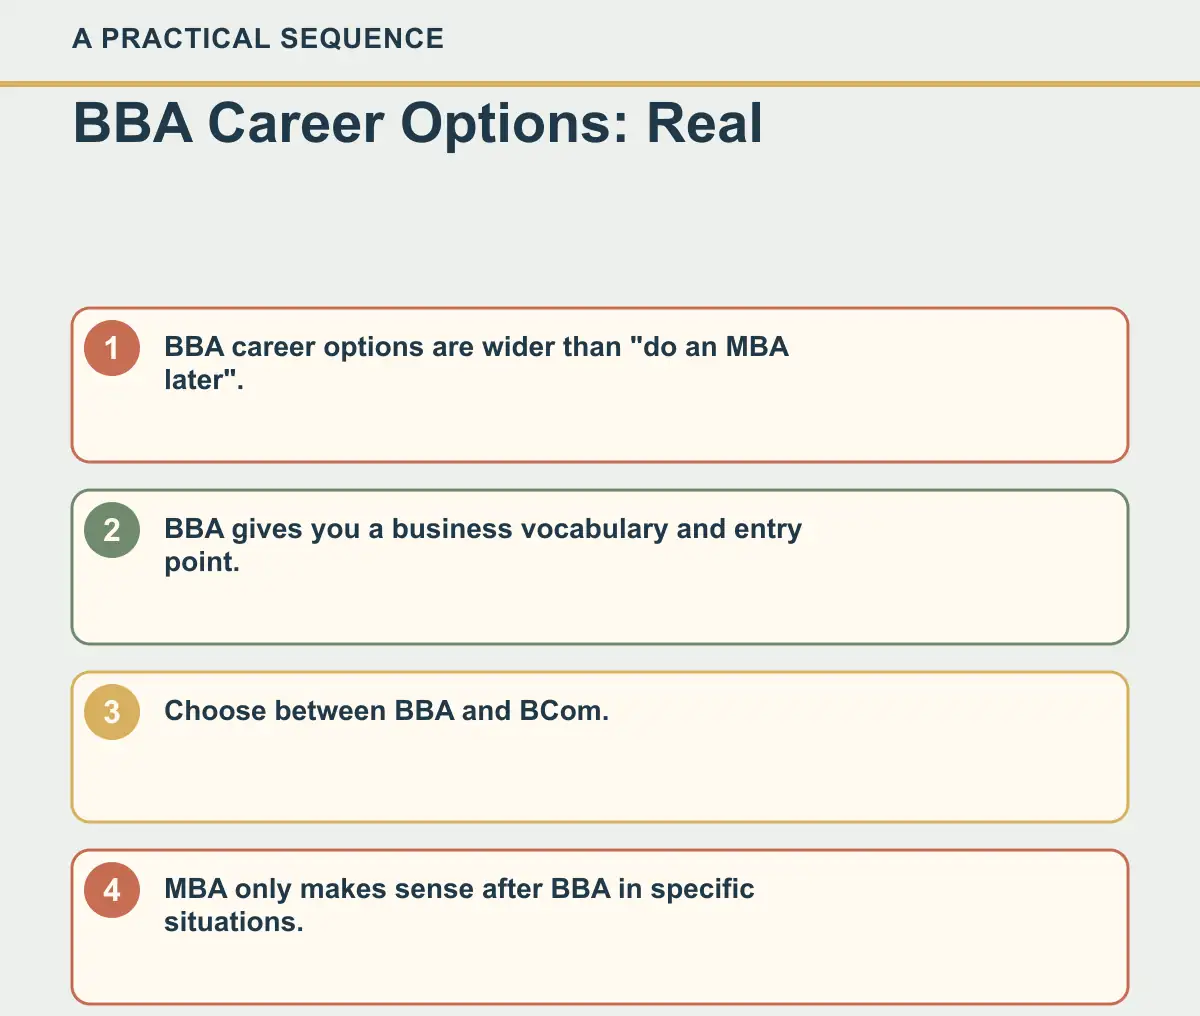 A PRACTICAL SEQUENCE
BBA Career Options: Real
1
BBA career options are wider than "do an MBA
later".
2
BBA gives you a business vocabulary and entry
point.
3
Choose between BBA and BCom.
4
MBA only makes sense after BBA in specific
situations.